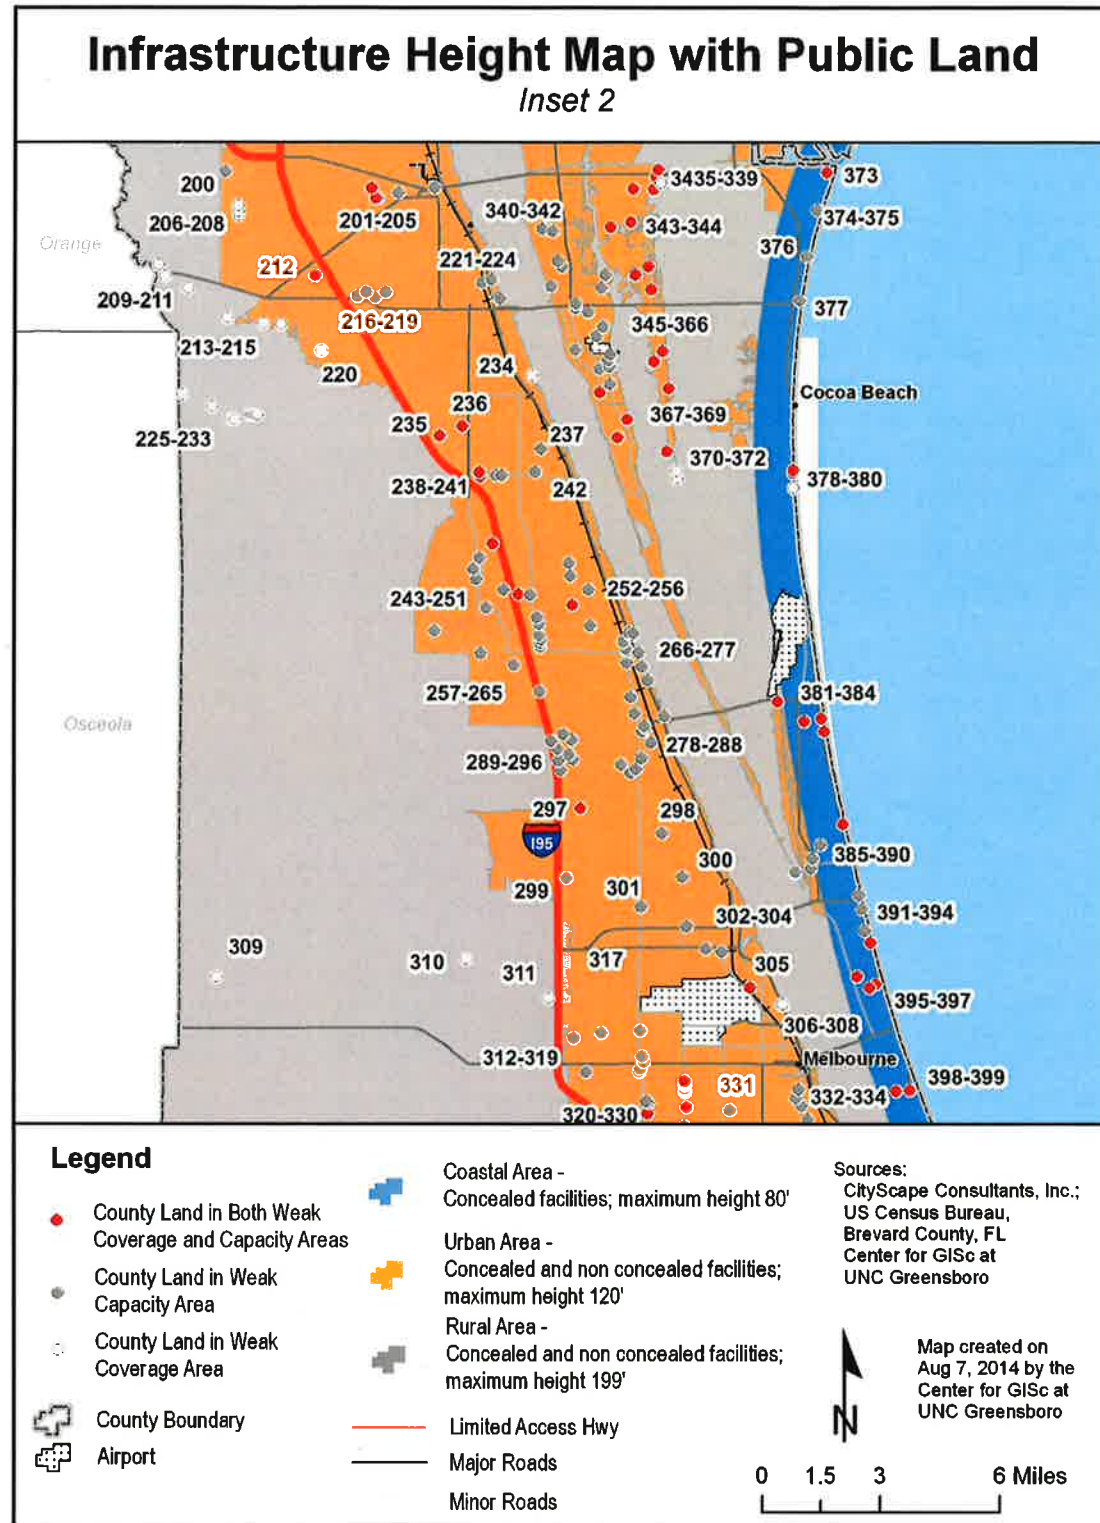 Infrastructure Height Map with Public Land
Inset 2
200
3435-339
373
206-208
201-205
340-342
343-344
374-375
Orange
376
212
221-224
209-211
377
216-219
345-366
213-215
220
234
Cocoa Beach
236
235
367-369
225-233
237
370-372
238-241
242
378-380
243-251
252-256
266-277
257-265
381-384
Osceola
278-288
289-296
297
298
I95
300
385-390
299
301
302-304
391-394
309
310
311
317
305
395-397
306-308
312-319
Melbourne
331
398-399
332-334
320-330
Legend
County Land in Both Weak
Coverage and Capacity Areas
County Land in Weak
Capacity Area
County Land in Weak
Coverage Area
County Boundary
Airport
Coastal Area -
Concealed facilities; maximum height 80'
Urban Area -
Concealed and non concealed facilities;
maximum height 120'
Rural Area -
Concealed and non concealed facilities;
maximum height 199'
Limited Access Hwy
Major Roads
Minor Roads
Sources:
CityScape Consultants, Inc.;
US Census Bureau,
Brevard County, FL
Center for GISc at
UNC Greensboro
Map created on
Aug 7, 2014 by the
Center for GISc at
UNC Greensboro
N
0 1.5 3 6 Miles